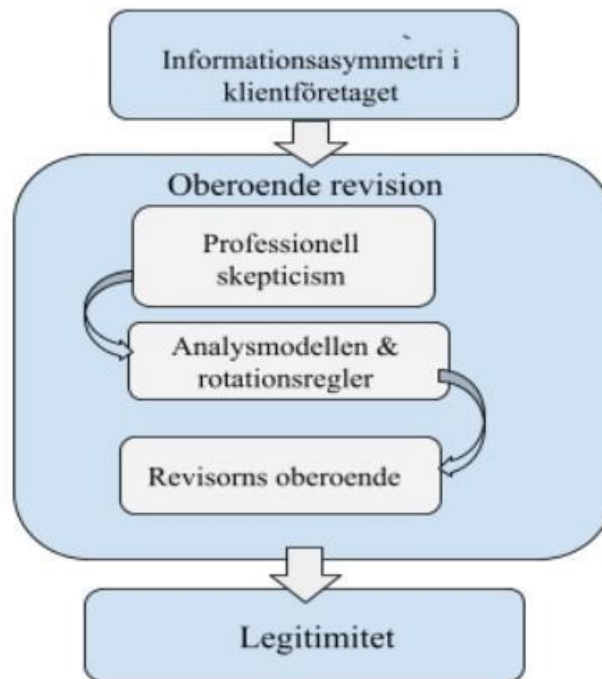 Informationsasymmetri i
klientföretaget
Oberoende revision
Professionell
skepticism
Analysmodellen &
rotationsregler
Revisorns oberoende
Legitimitet